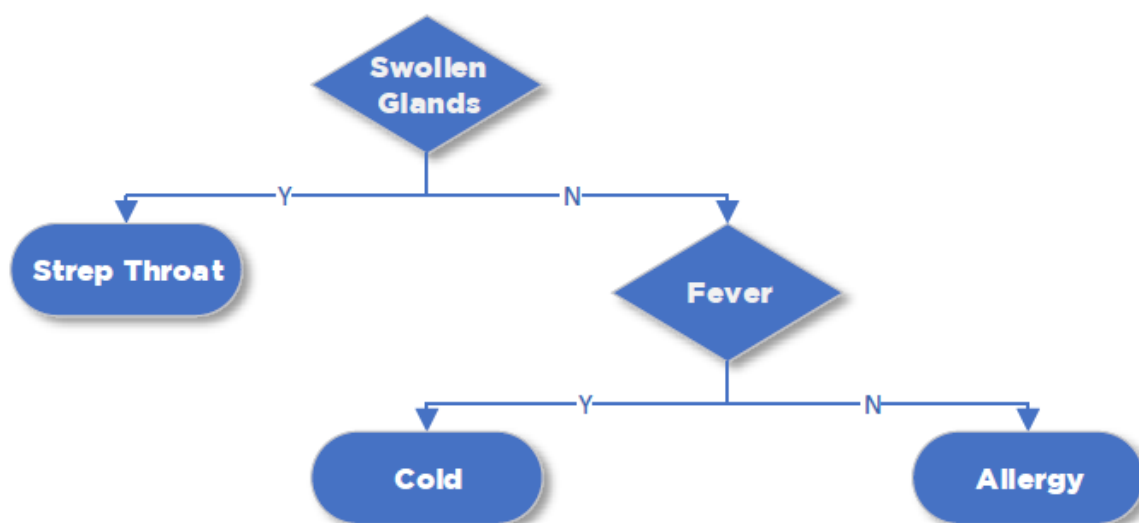 Swollen
Glands
Y
N
Strep Throat
Fever
Y
N
Cold
Allergy